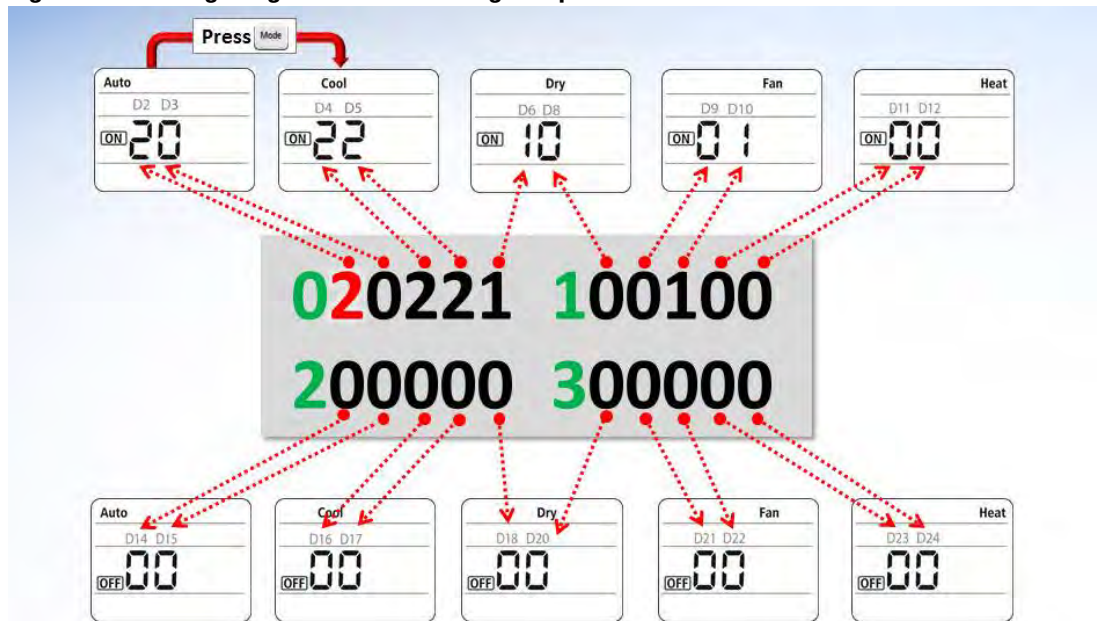 Press Mode
Auto Cool Dry Fan Heat
D2 D3 D4 D5 D6 D8 D9 D10 D11 D12
ON 20 ON 22 ON 10 ON 01 ON 00
020221 100100
200000 300000
Auto Cool Dry Fan Heat
D14 D15 D16 D17 D18 D20 D21 D22 D23 D24
OFF 00 OFF 00 OFF 00 OFF 00 OFF 00